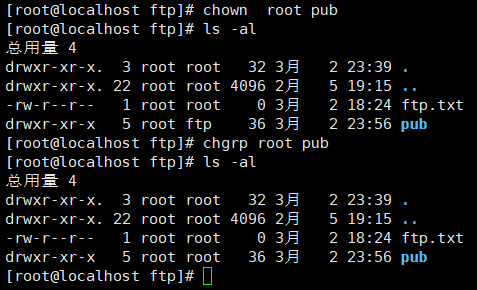 [root@localhost ftp]# chown  root pub
[root@localhost ftp]# ls -al
总用量 4
drwxr-xr-x.  3 root root   32 3月   2 23:39 .
drwxr-xr-x. 22 root root 4096 2月   5 19:15 ..
-rw-r--r--   1 root root    0 3月   2 18:24 ftp.txt
drwxr-xr-x   5 root ftp    36 3月   2 23:56 pub
[root@localhost ftp]# chgrp root pub
[root@localhost ftp]# ls -al
总用量 4
drwxr-xr-x.  3 root root   32 3月   2 23:39 .
drwxr-xr-x. 22 root root 4096 2月   5 19:15 ..
-rw-r--r--   1 root root    0 3月   2 18:24 ftp.txt
drwxr-xr-x   5 root root   36 3月   2 23:56 pub
[root@localhost ftp]#